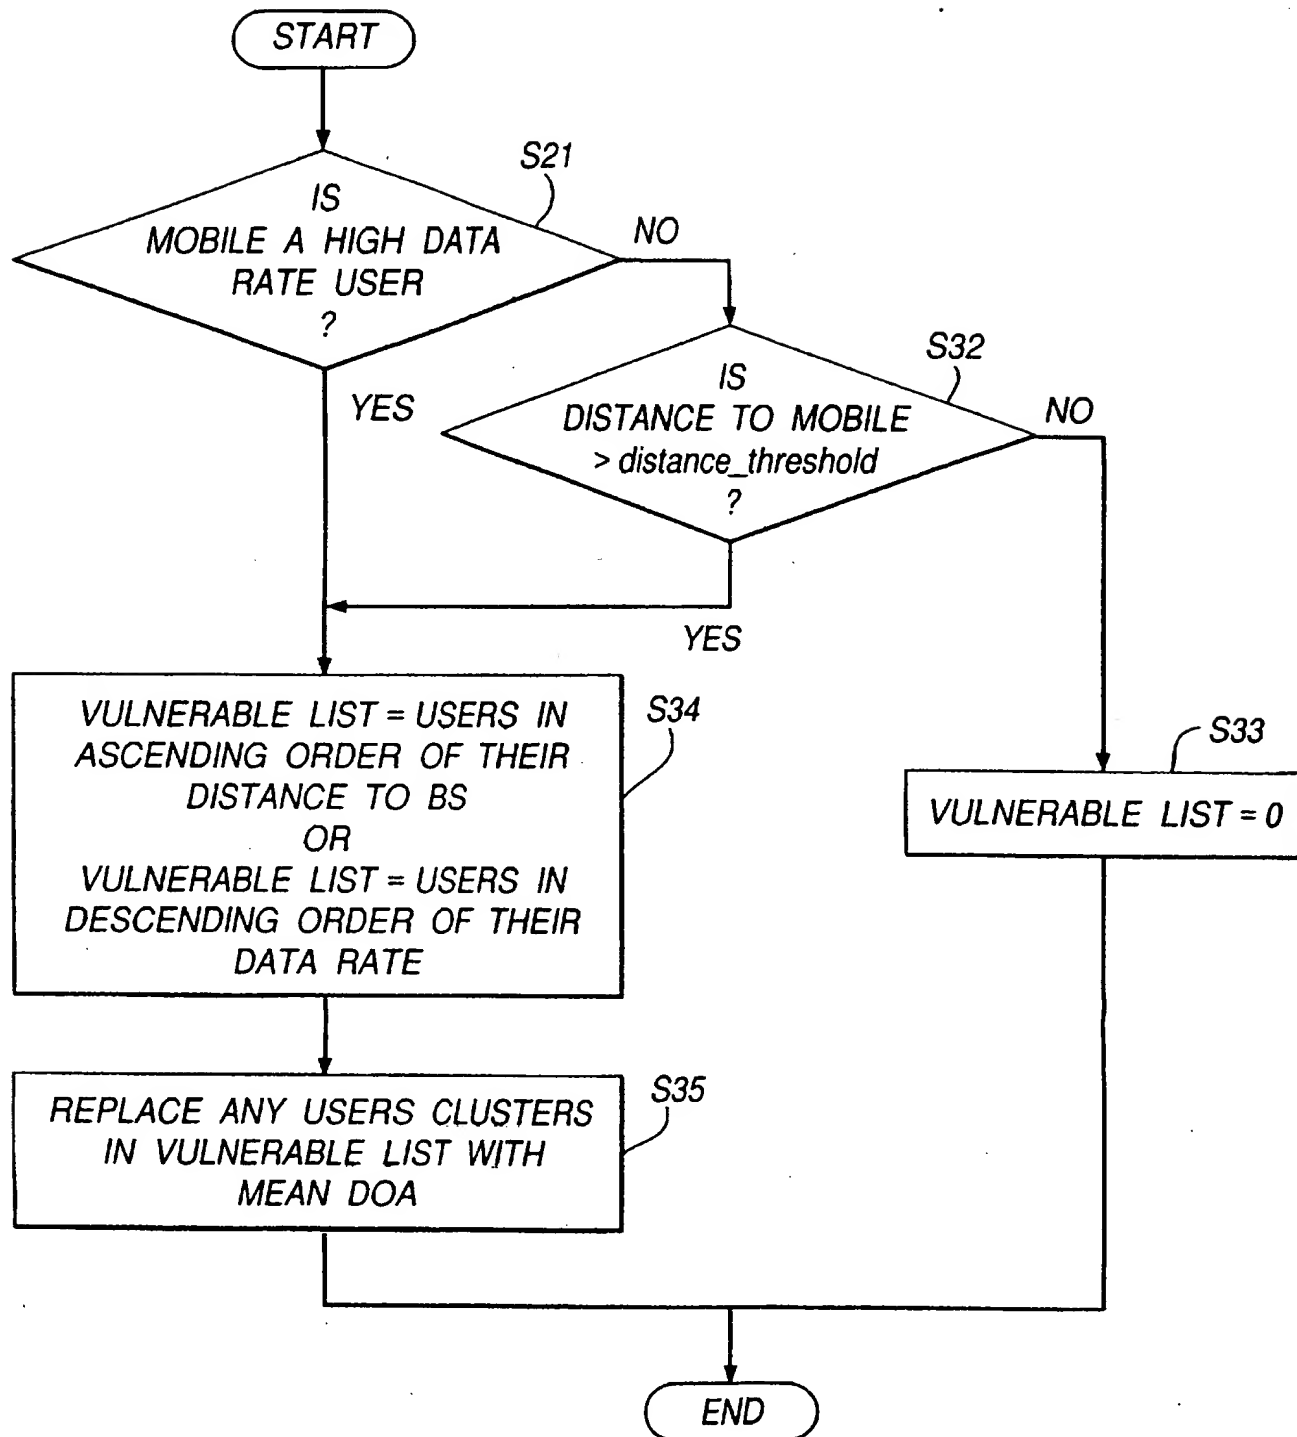 START
S21
IS
MOBILE A HIGH DATA
RATE USER
?
NO
YES
S32
IS
DISTANCE TO MOBILE
> distance_threshold
?
NO
YES
S34
VULNERABLE LIST = USERS IN
ASCENDING ORDER OF THEIR
DISTANCE TO BS
OR
VULNERABLE LIST = USERS IN
DESCENDING ORDER OF THEIR
DATA RATE
S33
VULNERABLE LIST = 0
S35
REPLACE ANY USERS CLUSTERS
IN VULNERABLE LIST WITH
MEAN DOA
END